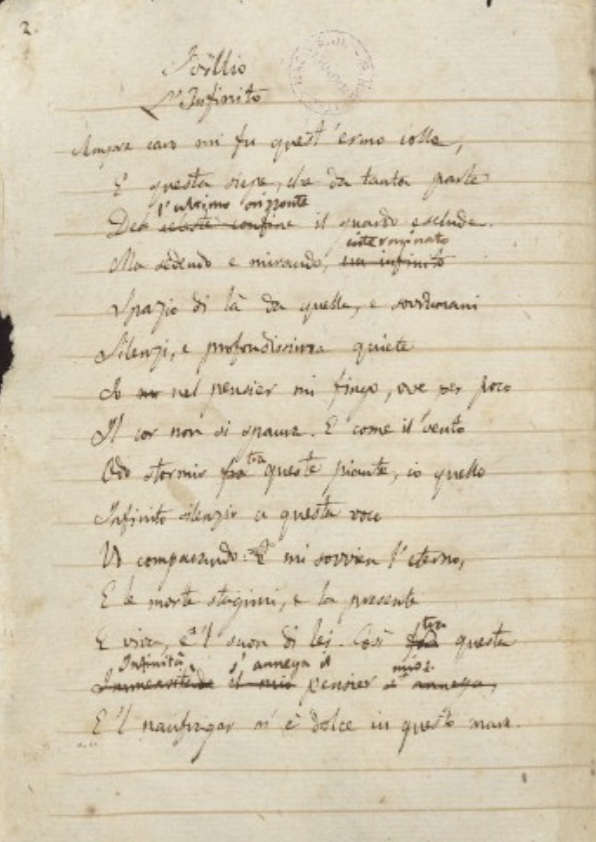 2.
Idillio
L'Infinito
Sempre caro mi fu quest'ermo colle,
E questa siepe, che da tanta parte
l'ultimo orizzonte
Del celeste confine il guardo esclude.
interminato
Ma sedendo e mirando, un infinito
Spazio di là da quella, e sovrumani
Silenzi, e profondissima quiete
Io nel pensier mi fingo, ove per poco
Il cor non si spaura. E come il vento
tra
Odo stormir fra queste piante, io quello
Infinito silenzio a questa voce
Vo comparando. E mi sovvien l'eterno,
E le morte stagioni, e la presente
tra
E viva, e 'l suon di lei. Così fra questa
Infinità s'annega il mio:
Immensitade il mio pensier s'annega,
E 'l naufragar m'è dolce in questo mare.